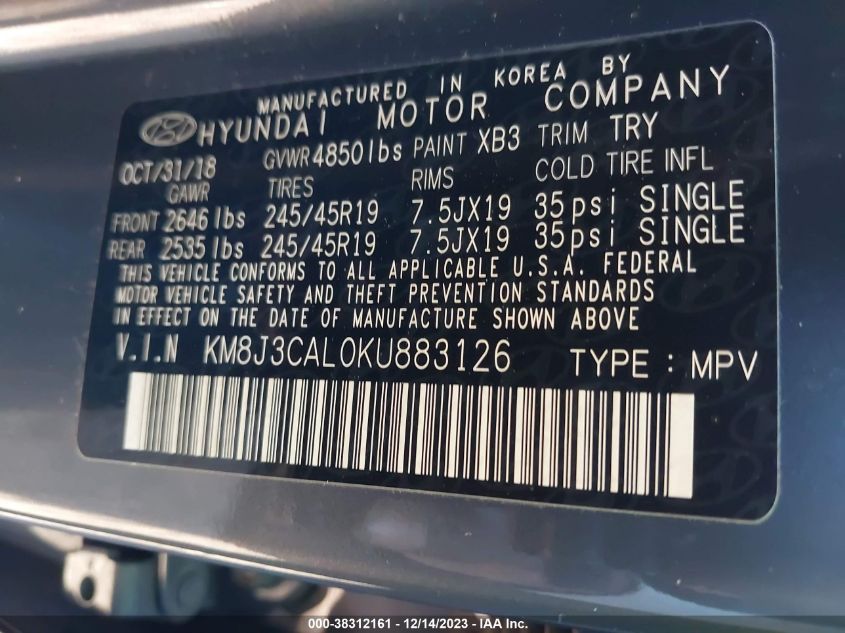 MANUFACTURED IN KOREA BY
HYUNDAI MOTOR COMPANY
OCT/31/18 GVWR 4850 lbs PAINT XB3 TRIM TRY
GAWR TIRES RIMS COLD TIRE INFL
FRONT 2646 lbs 245/45R19 7.5JX19 35psi SINGLE
REAR 2535 lbs 245/45R19 7.5JX19 35psi SINGLE
THIS VEHICLE CONFORMS TO ALL APPLICABLE U.S.A. FEDERAL
MOTOR VEHICLE SAFETY AND THEFT PREVENTION STANDARDS
IN EFFECT ON THE DATE OF MANUFACTURE SHOWN ABOVE
V.I.N KM8J3CAL0KU883126 TYPE : MPV
000-38312161 - 12/14/2023 - IAA Inc.